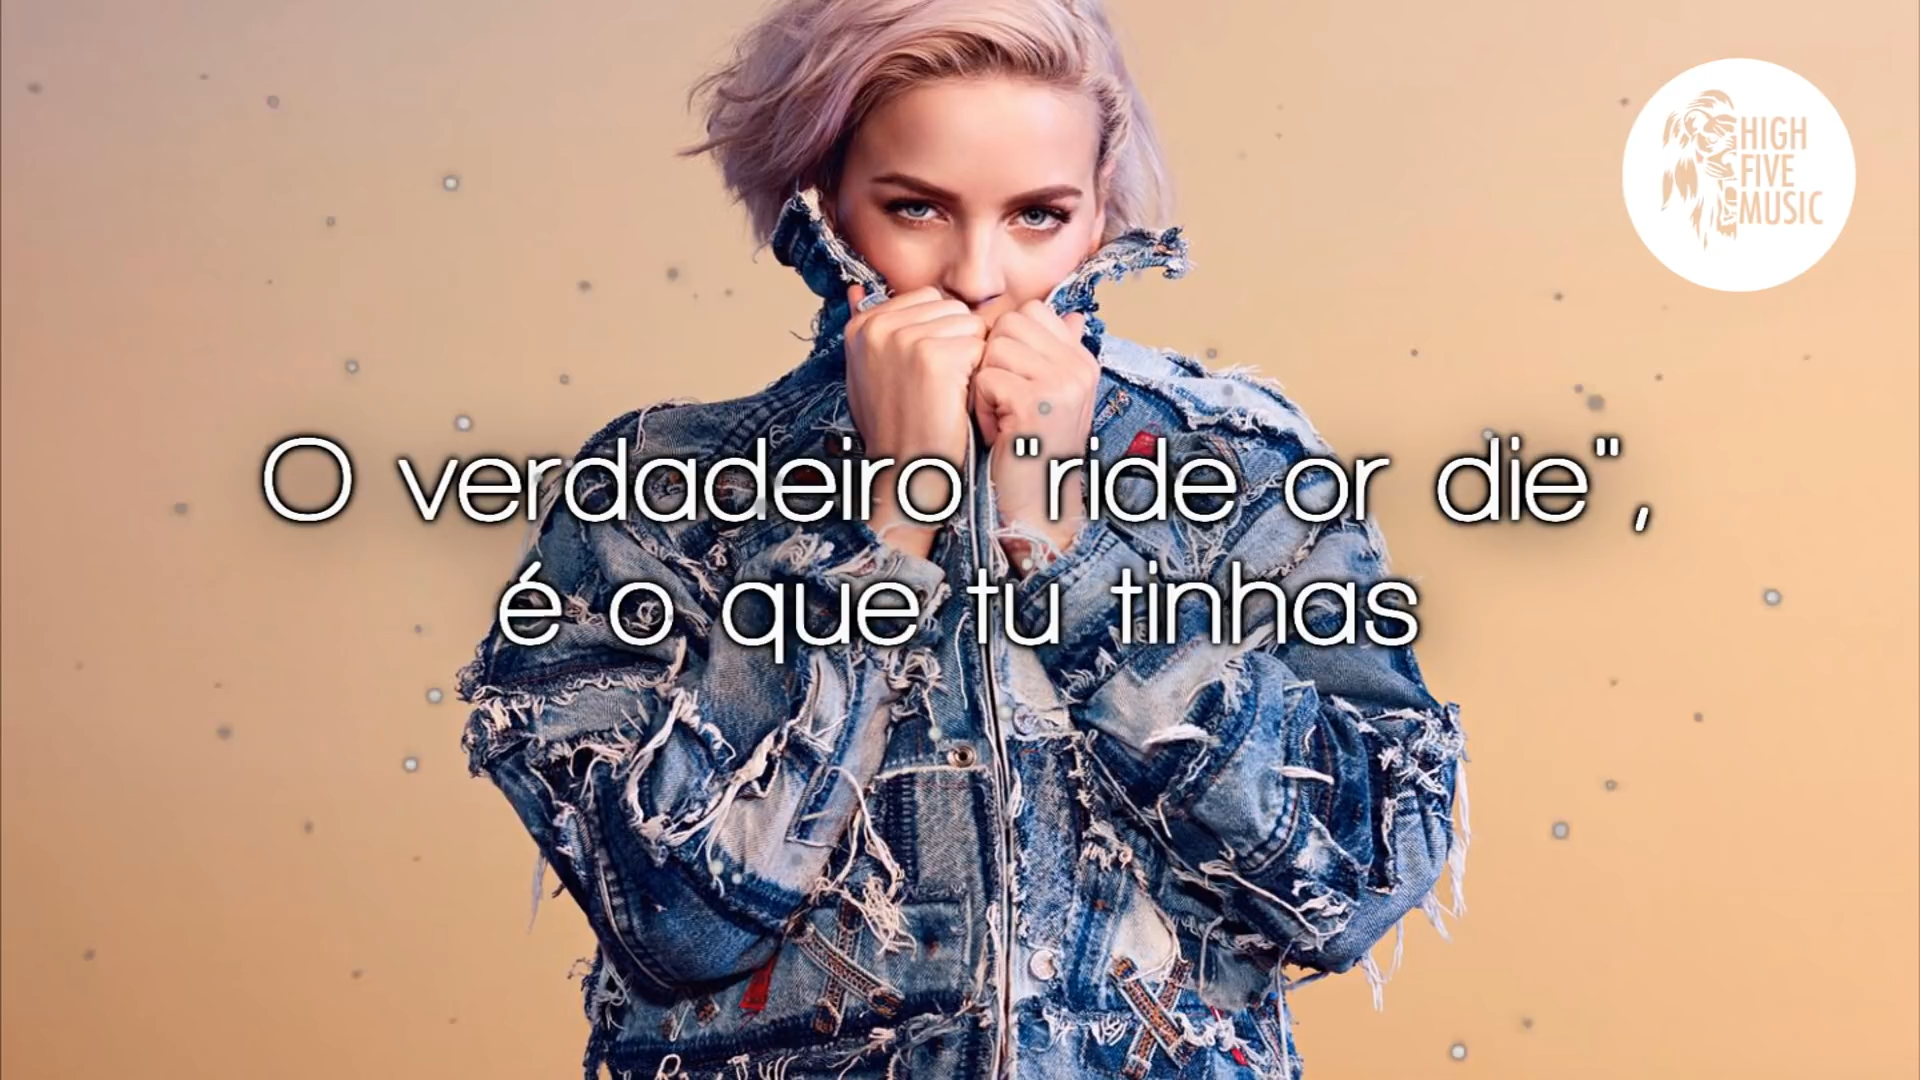 HIGH
FIVE
MUSIC
O verdadeiro "ride or die",
é o que tu tinhas